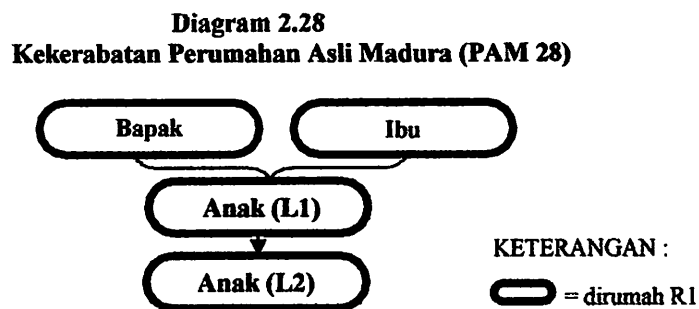 Diagram 2.28
Kekerabatan Perumahan Asli Madura (PAM 28)
Bapak
Ibu
Anak (L1)
Anak (L2)
KETERANGAN :
= dirumah R1